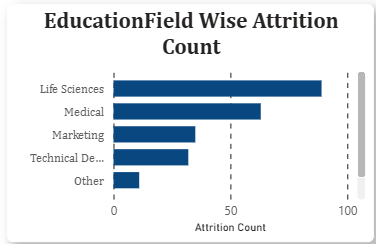 EducationField Wise Attrition
Count
Life Sciences
Medical
Marketing
Technical De...
Other
0 50 100
Attrition Count